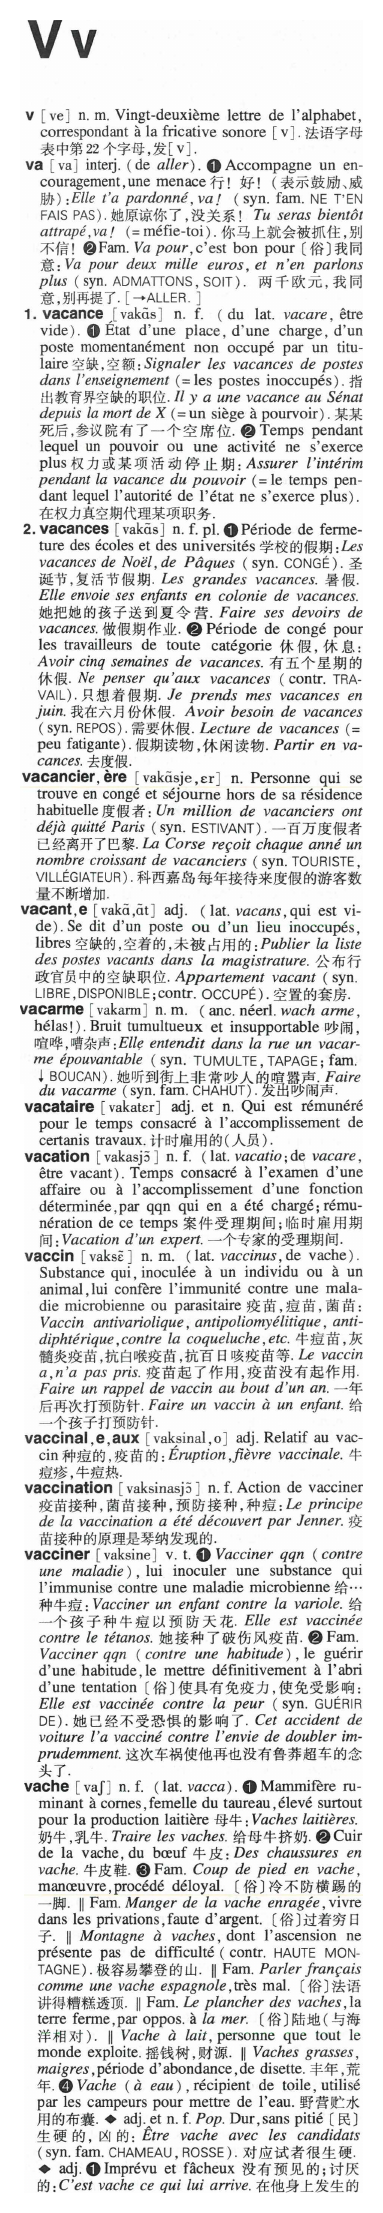 V v
v [ve] n. m. Vingt-deuxième lettre de l'alphabet,
correspondant à la fricative sonore [v]. 法语字母
表中第22个字母,发[v].
va [va] interj. (de aller). ❶ Accompagne un en-
couragement,une menace 行! 好! (表示鼓励、威
胁):Elle t'a pardonné, va! (syn. fam. NE T'EN
FAIS PAS). 她原谅你了,没关系! Tu seras bientôt
attrapé,va! (=méfie-toi). 你马上就会被抓住,别
不信! ❷Fam. Va pour,c'est bon pour [俗]我同
意:Va pour deux mille euros, et n'en parlons
plus (syn. ADMATTONS, SOIT). 两千欧元,我同
意,别再提了. [→ALLER. ]
1. vacance [vakɑ̃s] n. f. (du lat. vacare, être
vide). ❶ État d'une place, d'une charge, d'un
poste momentanément non occupé par un titu-
laire 空缺,空额:Signaler les vacances de postes
dans l'enseignement (=les postes inoccupés). 指
出教育界空缺的职位. Il y a une vacance au Sénat
depuis la mort de X (=un siège à pourvoir). 某某
死后,参议院有了一个空席位. ❷ Temps pendant
lequel un pouvoir ou une activité ne s'exerce
plus 权力或某项活动停止期: Assurer l'intérim
pendant la vacance du pouvoir (=le temps pen-
dant lequel l'autorité de l'état ne s'exerce plus).
在权力真空期代理某项职务.
2. vacances [vakɑ̃s] n. f. pl. ❶Période de ferme-
ture des écoles et des universités 学校的假期:Les
vacances de Noël,de Pâques (syn. CONGÉ). 圣
诞节,复活节假期. Les grandes vacances. 暑假.
Elle envoie ses enfants en colonie de vacances.
她把她的孩子送到夏令营. Faire ses devoirs de
vacances. 做假期作业. ❷ Période de congé pour
les travailleurs de toute catégorie 休假,休息:
Avoir cinq semaines de vacances. 有五个星期的
休假. Ne penser qu'aux vacances (contr. TRA-
VAIL). 只想着假期. Je prends mes vacances en
juin. 我在六月份休假. Avoir besoin de vacances
(syn. REPOS). 需要休假. Lecture de vacances (=
peu fatigante). 假期读物,休闲读物. Partir en va-
cances. 去度假.
vacancier, ère [vakɑ̃sje,ɛr] n. Personne qui se
trouve en congé et séjourne hors de sa résidence
habituelle 度假者: Un million de vacanciers ont
déjà quitté Paris (syn. ESTIVANT). 一百万度假者
已经离开了巴黎. La Corse reçoit chaque anné un
nombre croissant de vacanciers (syn. TOURISTE,
VILLÉGIATEUR). 科西嘉岛每年接待来度假的游客数
量不断增加.
vacant,e [vakɑ̃,ɑ̃t] adj. (lat. vacans,qui est vi-
de). Se dit d'un poste ou d'un lieu inoccupés,
libres 空缺的,空着的,未被占用的:Publier la liste
des postes vacants dans la magistrature. 公布行
政官员中的空缺职位. Appartement vacant (syn.
LIBRE,DISPONIBLE;contr. OCCUPÉ). 空置的套房.
vacarme [vakarm] n. m. (anc. néerl. wach arme,
hélas!). Bruit tumultueux et insupportable 吵闹,
喧哗,嘈杂声:Elle entendit dans la rue un vacar-
me épouvantable (syn. TUMULTE, TAPAGE; fam.
↓ BOUCAN). 她听到街上非常吵人的喧嚣声. Faire
du vacarme (syn. fam. CHAHUT). 发出吵闹声.
vacataire [vakatɛr] adj. et n. Qui est rémunéré
pour le temps consacré à l'accomplissement de
certanis travaux. 计时雇用的(人员).
vacation [vakasjɔ̃] n. f. (lat. vacatio;de vacare,
être vacant). Temps consacré à l'examen d'une
affaire ou à l'accomplissement d'une fonction
déterminée,par qqn qui en a été chargé; rému-
nération de ce temps 案件受理期间;临时雇用期
间:Vacation d'un expert. 一个专家的受理期间.
vaccin [vaksɛ̃] n. m. (lat. vaccinus, de vache).
Substance qui, inoculée à un individu ou à un
animal,lui confère l'immunité contre une mala-
die microbienne ou parasitaire 疫苗,痘苗,菌苗:
Vaccin antivariolique, antipoliomyélitique, anti-
diphtérique,contre la coqueluche,etc. 牛痘苗,灰
髓炎疫苗,抗白喉疫苗,抗百日咳疫苗等. Le vaccin
a,n'a pas pris. 疫苗起了作用,疫苗没有起作用.
Faire un rappel de vaccin au bout d'un an. 一年
后再次打预防针. Faire un vaccin à un enfant. 给
一个孩子打预防针.
vaccinal,e,aux [vaksinal,o] adj. Relatif au vac-
cin 种痘的,疫苗的:Éruption,fièvre vaccinale. 牛
痘疹,牛痘热.
vaccination [vaksinasjɔ̃] n. f. Action de vacciner
疫苗接种,菌苗接种,预防接种,种痘:Le principe
de la vaccination a été découvert par Jenner. 疫
苗接种的原理是琴纳发现的.
vacciner [vaksine] v. t. ❶ Vacciner qqn (contre
une maladie), lui inoculer une substance qui
l'immunise contre une maladie microbienne 给…
种牛痘: Vacciner un enfant contre la variole. 给
一个孩子种牛痘以预防天花. Elle est vaccinée
contre le tétanos. 她接种了破伤风疫苗. ❷ Fam.
Vacciner qqn (contre une habitude), le guérir
d'une habitude,le mettre définitivement à l'abri
d'une tentation [俗]使具有免疫力,使免受影响:
Elle est vaccinée contre la peur (syn. GUÉRIR
DE). 她已经不受恐惧的影响了. Cet accident de
voiture l'a vacciné contre l'envie de doubler im-
prudemment. 这次车祸使他再也没有鲁莽超车的念
头了.
vache [vaʃ] n. f. (lat. vacca). ❶ Mammifère ru-
minant à cornes,femelle du taureau,élevé surtout
pour la production laitière 母牛:Vaches laitières.
奶牛,乳牛. Traire les vaches. 给母牛挤奶. ❷ Cuir
de la vache, du bœuf 牛皮: Des chaussures en
vache. 牛皮鞋. ❸ Fam. Coup de pied en vache,
manœuvre,procédé déloyal. [俗]冷不防横踢的
一脚. ‖ Fam. Manger de la vache enragée, vivre
dans les privations,faute d'argent. [俗]过着穷日
子. ‖ Montagne à vaches, dont l'ascension ne
présente pas de difficulté (contr. HAUTE MON-
TAGNE). 极容易攀登的山. ‖ Fam. Parler français
comme une vache espagnole,très mal. [俗]法语
讲得糟糕透顶. ‖ Fam. Le plancher des vaches,la
terre ferme,par oppos. à la mer. [俗]陆地(与海
洋相对). ‖ Vache à lait, personne que tout le
monde exploite. 摇钱树,财源. ‖ Vaches grasses,
maigres,période d'abondance,de disette. 丰年,荒
年. ❹ Vache (à eau), récipient de toile, utilisé
par les campeurs pour mettre de l'eau. 野营贮水
用的布囊. ◆ adj. et n. f. Pop. Dur,sans pitié [民]
生硬的, 凶的: Être vache avec les candidats
(syn. fam. CHAMEAU, ROSSE). 对应试者很生硬.
◆ adj. ❶Imprévu et fâcheux 没有预见的;讨厌
的:C'est vache ce qui lui arrive. 在他身上发生的